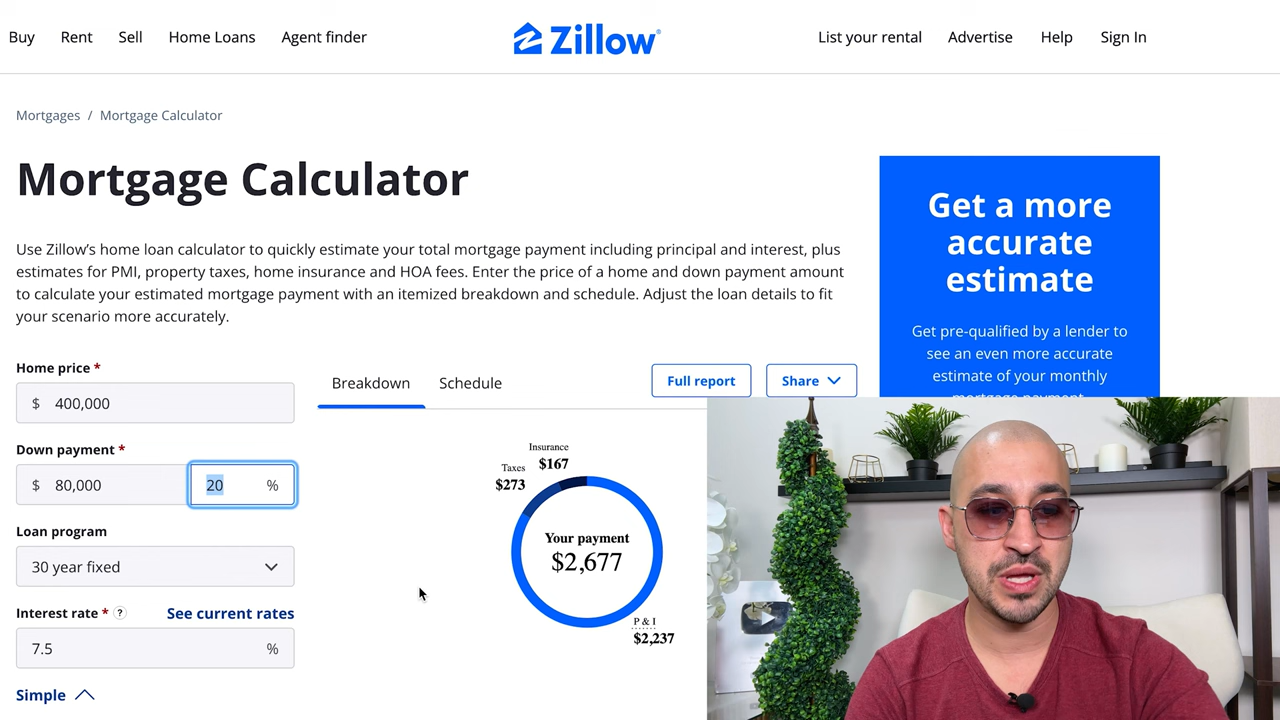 Buy Rent Sell Home Loans Agent finder
Zillow
List your rental Advertise Help Sign In
Mortgages / Mortgage Calculator
Mortgage Calculator
Use Zillow's home loan calculator to quickly estimate your total mortgage payment including principal and interest, plus
estimates for PMI, property taxes, home insurance and HOA fees. Enter the price of a home and down payment amount
to calculate your estimated mortgage payment with an itemized breakdown and schedule. Adjust the loan details to fit
your scenario more accurately.
Home price *
$ 400,000
Down payment *
$ 80,000 20 %
Loan program
30 year fixed
Interest rate * ? See current rates
7.5 %
Simple
Breakdown Schedule
Full report Share
Insurance
$167
Taxes
$273
Your payment
$2,677
P & I
$2,237
Get a more
accurate
estimate
Get pre-qualified by a lender to
see an even more accurate
estimate of your monthly
mortgage payment.